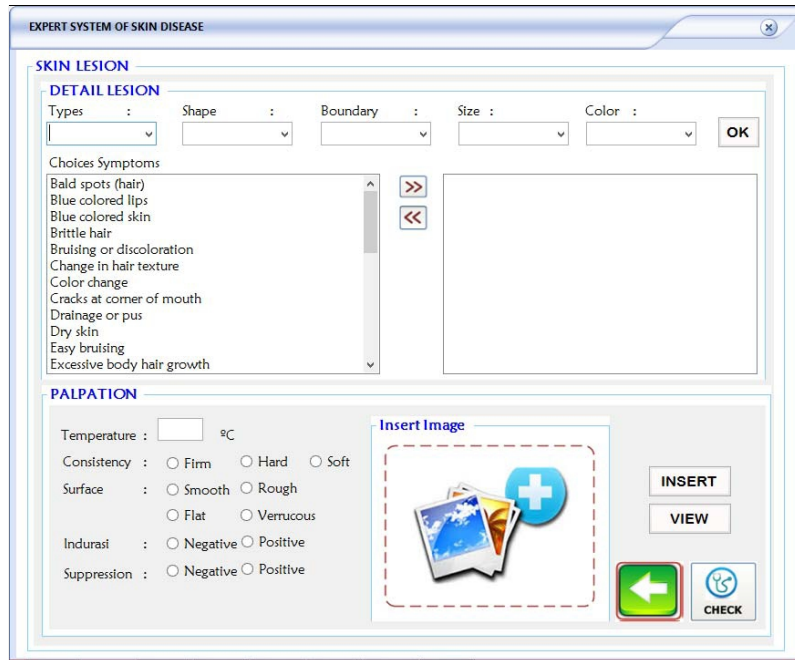 EXPERT SYSTEM OF SKIN DISEASE
SKIN LESION
DETAIL LESION
Types : Shape : Boundary : Size : Color :
OK
Choices Symptoms
Bald spots (hair)
Blue colored lips
Blue colored skin
Brittle hair
Bruising or discoloration
Change in hair texture
Color change
Cracks at corner of mouth
Drainage or pus
Dry skin
Easy bruising
Excessive body hair growth
>>
<<
PALPATION
Temperature : ºC
Consistency : Firm Hard Soft
Surface : Smooth Rough
Flat Verrucous
Indurasi : Negative Positive
Suppression : Negative Positive
Insert Image
INSERT
VIEW
CHECK